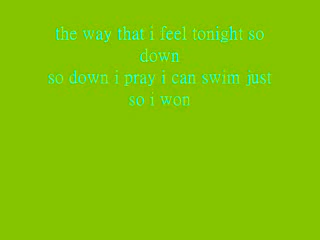 the way that i feel tonight so
down
so down i pray i can swim just
so i won